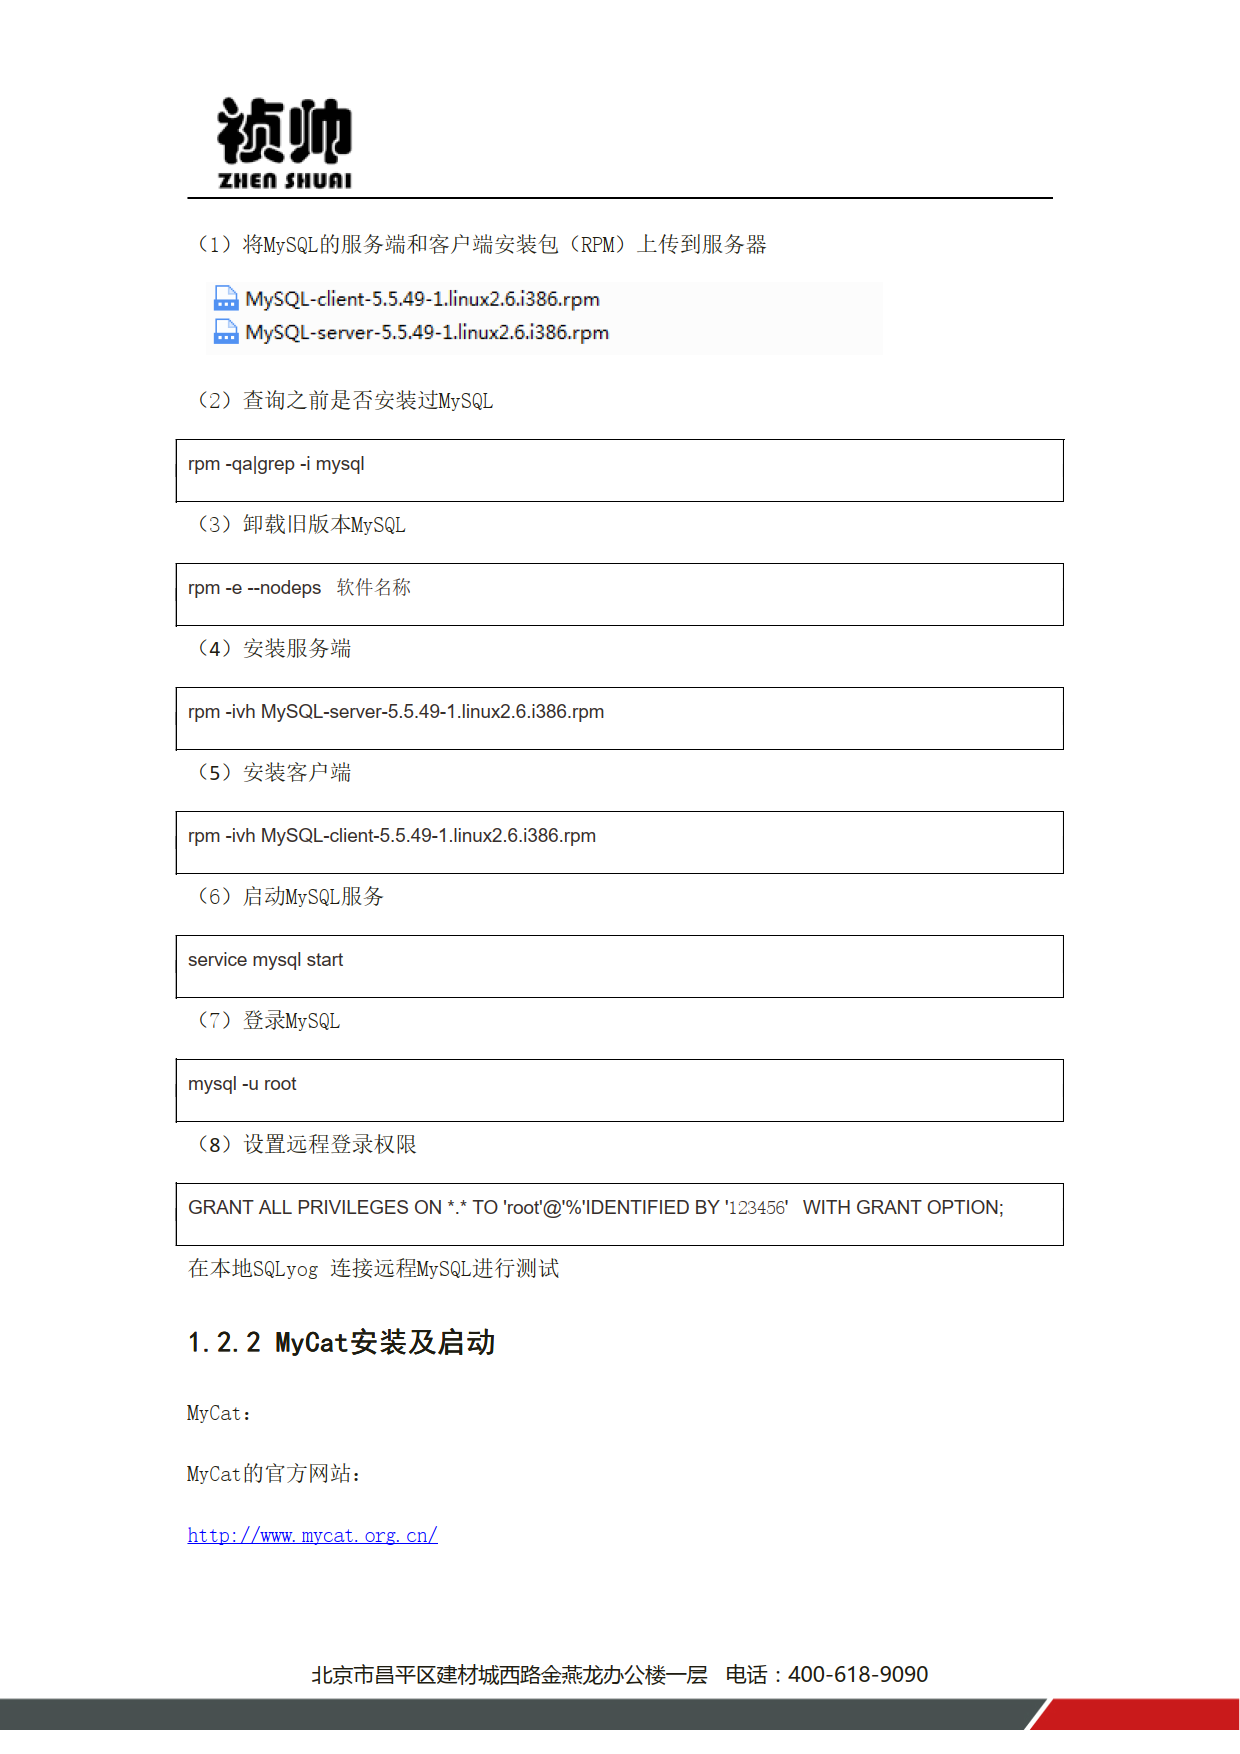 祯帅
ZHEN SHUAI
（1）将MySQL的服务端和客户端安装包（RPM）上传到服务器
MySQL-client-5.5.49-1.linux2.6.i386.rpm
MySQL-server-5.5.49-1.linux2.6.i386.rpm
（2）查询之前是否安装过MySQL
rpm -qa|grep -i mysql
（3）卸载旧版本MySQL
rpm -e --nodeps 软件名称
（4）安装服务端
rpm -ivh MySQL-server-5.5.49-1.linux2.6.i386.rpm
（5）安装客户端
rpm -ivh MySQL-client-5.5.49-1.linux2.6.i386.rpm
（6）启动MySQL服务
service mysql start
（7）登录MySQL
mysql -u root
（8）设置远程登录权限
GRANT ALL PRIVILEGES ON *.* TO 'root'@'%'IDENTIFIED BY '123456' WITH GRANT OPTION;
在本地SQLyog 连接远程MySQL进行测试
1.2.2 MyCat安装及启动
MyCat：
MyCat的官方网站：
http://www.mycat.org.cn/
北京市昌平区建材城西路金燕龙办公楼一层 电话：400-618-9090